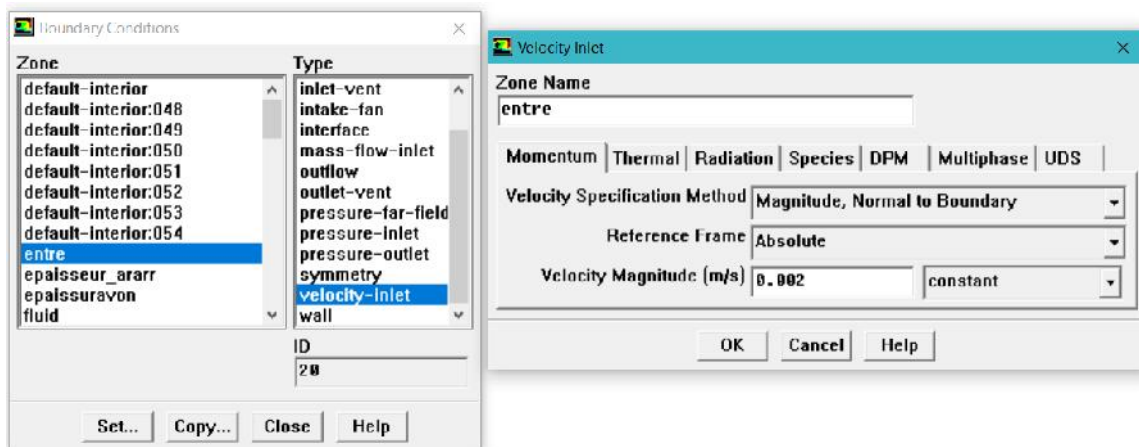 Boundary Conditions
Zone
default-interior
default-interior:048
default-interior:049
default-interior:050
default-interior:051
default-interior:052
default-interior:053
default-interior:054
entre
epaisseur_ararr
epaissuravon
fluid
Type
inlet-vent
intake-fan
interface
mass-flow-inlet
outflow
outlet-vent
pressure-far-field
pressure-inlet
pressure-outlet
symmetry
velocity-inlet
wall
ID
20
Set... Copy... Close Help
Velocity Inlet
Zone Name
entre
Momentum Thermal Radiation Species DPM Multiphase UDS
Velocity Specification Method Magnitude, Normal to Boundary
Reference Frame Absolute
Velocity Magnitude (m/s) 0.002 constant
OK Cancel Help